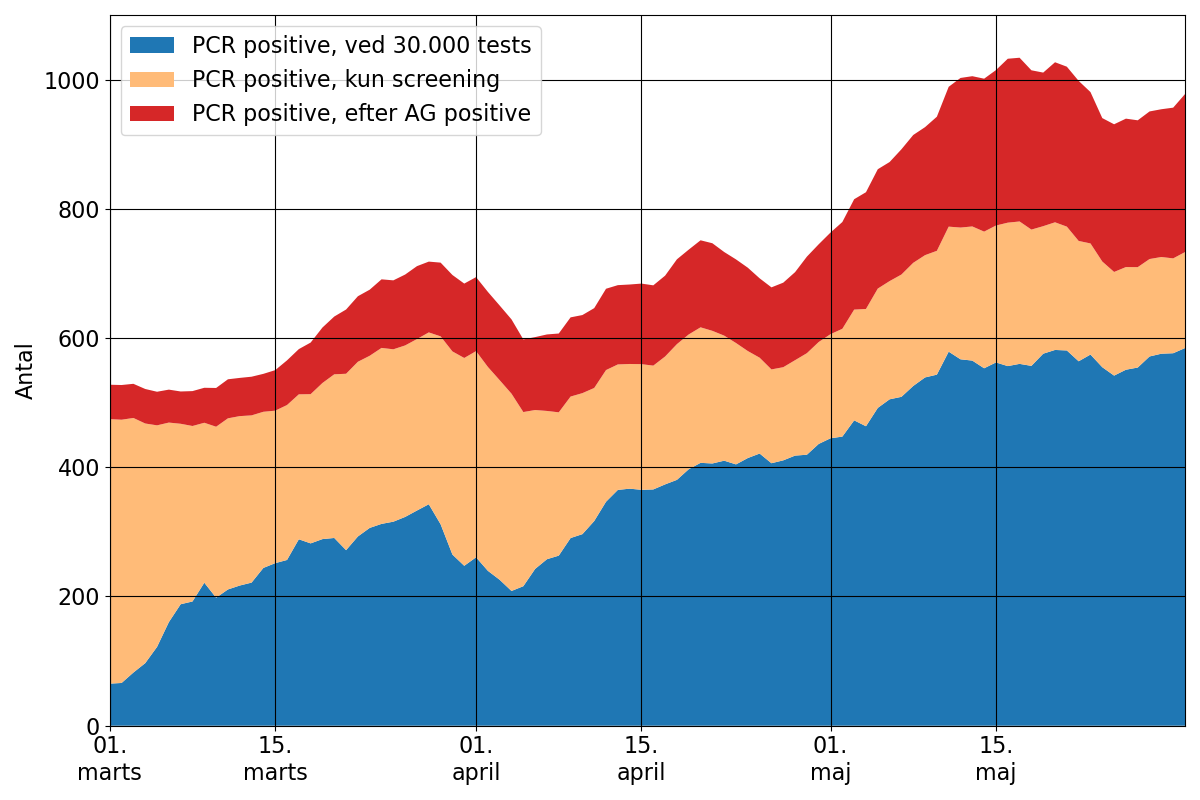 PCR positive, ved 30.000 tests
PCR positive, kun screening
PCR positive, efter AG positive
Antal
1000
800
600
400
200
0
01. marts
15. marts
01. april
15. april
01. maj
15. maj